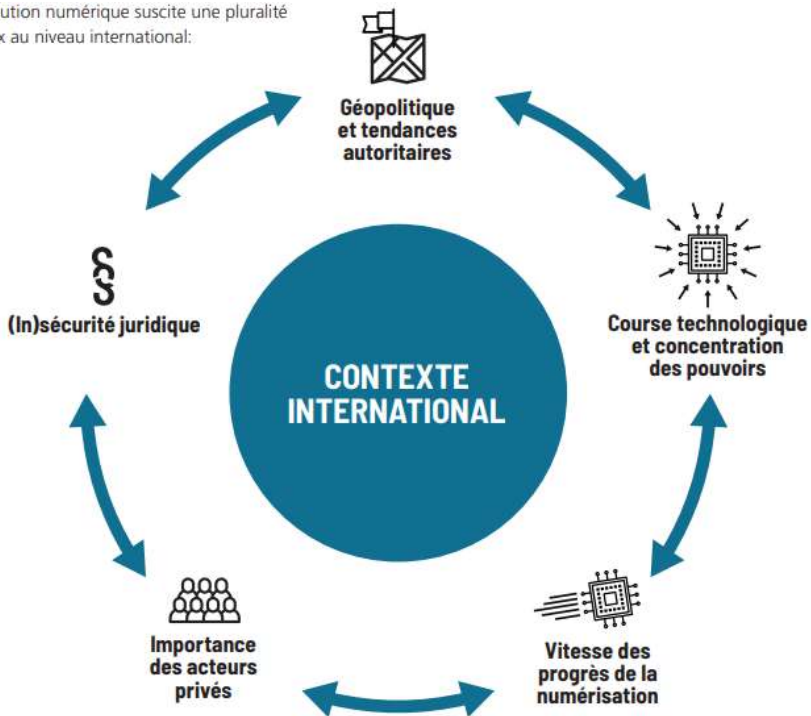 ution numérique suscite une pluralité
x au niveau international:
Géopolitique
et tendances
autoritaires
(In)sécurité juridique
Course technologique
et concentration
des pouvoirs
CONTEXTE
INTERNATIONAL
Importance
des acteurs
privés
Vitesse des
progrès de la
numérisation